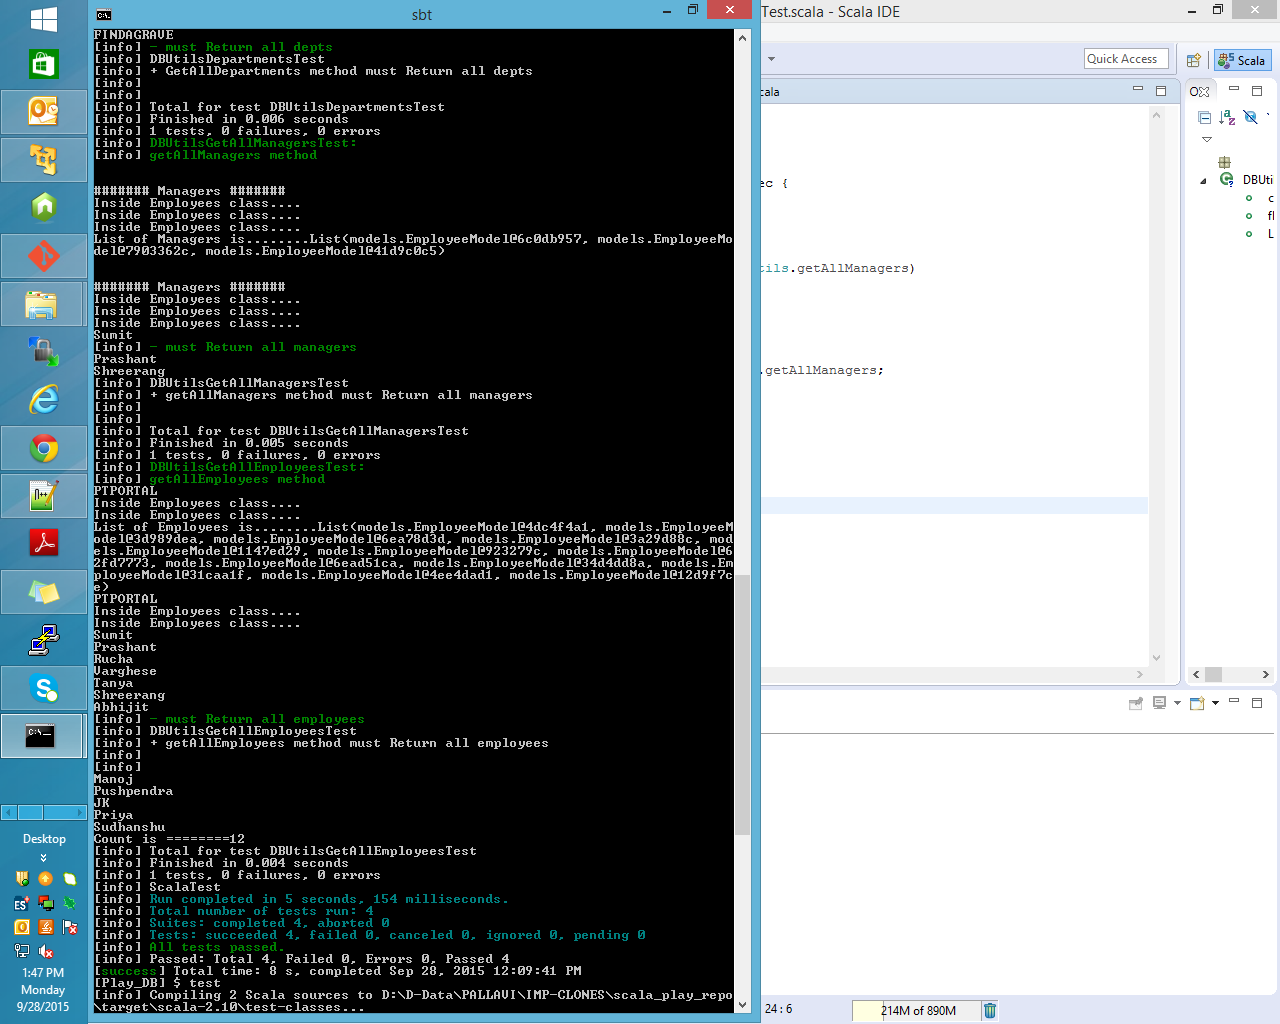 sbt
FINDAGRAVE
[info] - must Return all depts
[info] DBUtilsDepartmentsTest
[info] + GetAllDepartments method must Return all depts
[info]
[info]
[info] Total for test DBUtilsDepartmentsTest
[info] Finished in 0.006 seconds
[info] 1 tests, 0 failures, 0 errors
[info] DBUtilsGetAllManagersTest:
[info] getAllManagers method
####### Managers #######
Inside Employees class....
Inside Employees class....
Inside Employees class....
List of Managers is........List(models.EmployeeModel@6c0db957, models.EmployeeMo
del@7903362c, models.EmployeeModel@41d9c0c5)
####### Managers #######
Inside Employees class....
Inside Employees class....
Inside Employees class....
Sumit
[info] - must Return all managers
Prashant
Shreerang
[info] DBUtilsGetAllManagersTest
[info] + getAllManagers method must Return all managers
[info]
[info]
[info] Total for test DBUtilsGetAllManagersTest
[info] Finished in 0.005 seconds
[info] 1 tests, 0 failures, 0 errors
[info] DBUtilsGetAllEmployeesTest:
[info] getAllEmployees method
PTPORTAL
Inside Employees class....
Inside Employees class....
List of Employees is........List(models.EmployeeModel@4dc4f4a1, models.EmployeeM
odel@3d989dea, models.EmployeeModel@6ea78d3d, models.EmployeeModel@3a29d88c, mod
els.EmployeeModel@1147ed29, models.EmployeeModel@923279c, models.EmployeeModel@6
2fd7773, models.EmployeeModel@6ead51ca, models.EmployeeModel@34d4dd8a, models.Em
ployeeModel@31caa1f, models.EmployeeModel@4ee4dad1, models.EmployeeModel@12d9f7c
e)
PTPORTAL
Inside Employees class....
Inside Employees class....
Sumit
Prashant
Rucha
Varghese
Tanya
Shreerang
Abhijit
[info] - must Return all employees
[info] DBUtilsGetAllEmployeesTest
[info] + getAllEmployees method must Return all employees
[info]
[info]
Manoj
Pushpendra
JK
Priya
Sudhanshu
Count is ========12
[info] Total for test DBUtilsGetAllEmployeesTest
[info] Finished in 0.004 seconds
[info] 1 tests, 0 failures, 0 errors
[info] ScalaTest
[info] Run completed in 5 seconds, 154 milliseconds.
[info] Total number of tests run: 4
[info] Suites: completed 4, aborted 0
[info] Tests: succeeded 4, failed 0, canceled 0, ignored 0, pending 0
[info] All tests passed.
[info] Passed: Total 4, Failed 0, Errors 0, Passed 4
[success] Total time: 8 s, completed Sep 28, 2015 12:09:41 PM
[Play_DB] $ test
[info] Compiling 2 Scala sources to D:\D-Data\PALLAVI\IMP-CLONES\scala_play_repo
\target\scala-2.10\test-classes...
Test.scala - Scala IDE
Quick Access
Scala
cala
ec {
ils.getAllManagers)
.getAllManagers;
DBUti
c
fl
L
24 : 6
214M of 890M
Desktop
1:47 PM
Monday
9/28/2015